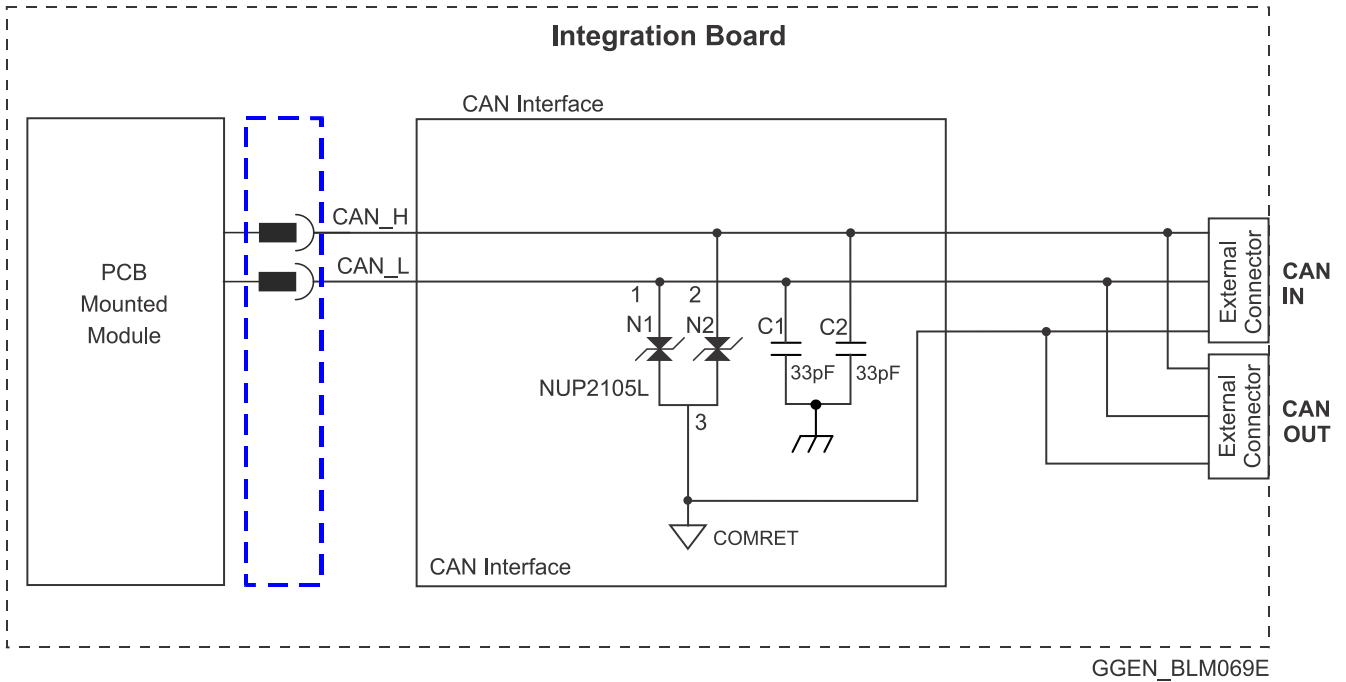 Integration Board
CAN Interface
CAN_H
CAN_L
PCB
Mounted
Module
1
2
N1
N2
C1
C2
33pF
33pF
NUP2105L
3
COMRET
CAN Interface
External
Connector
CAN
IN
External
Connector
CAN
OUT
GGEN_BLM069E